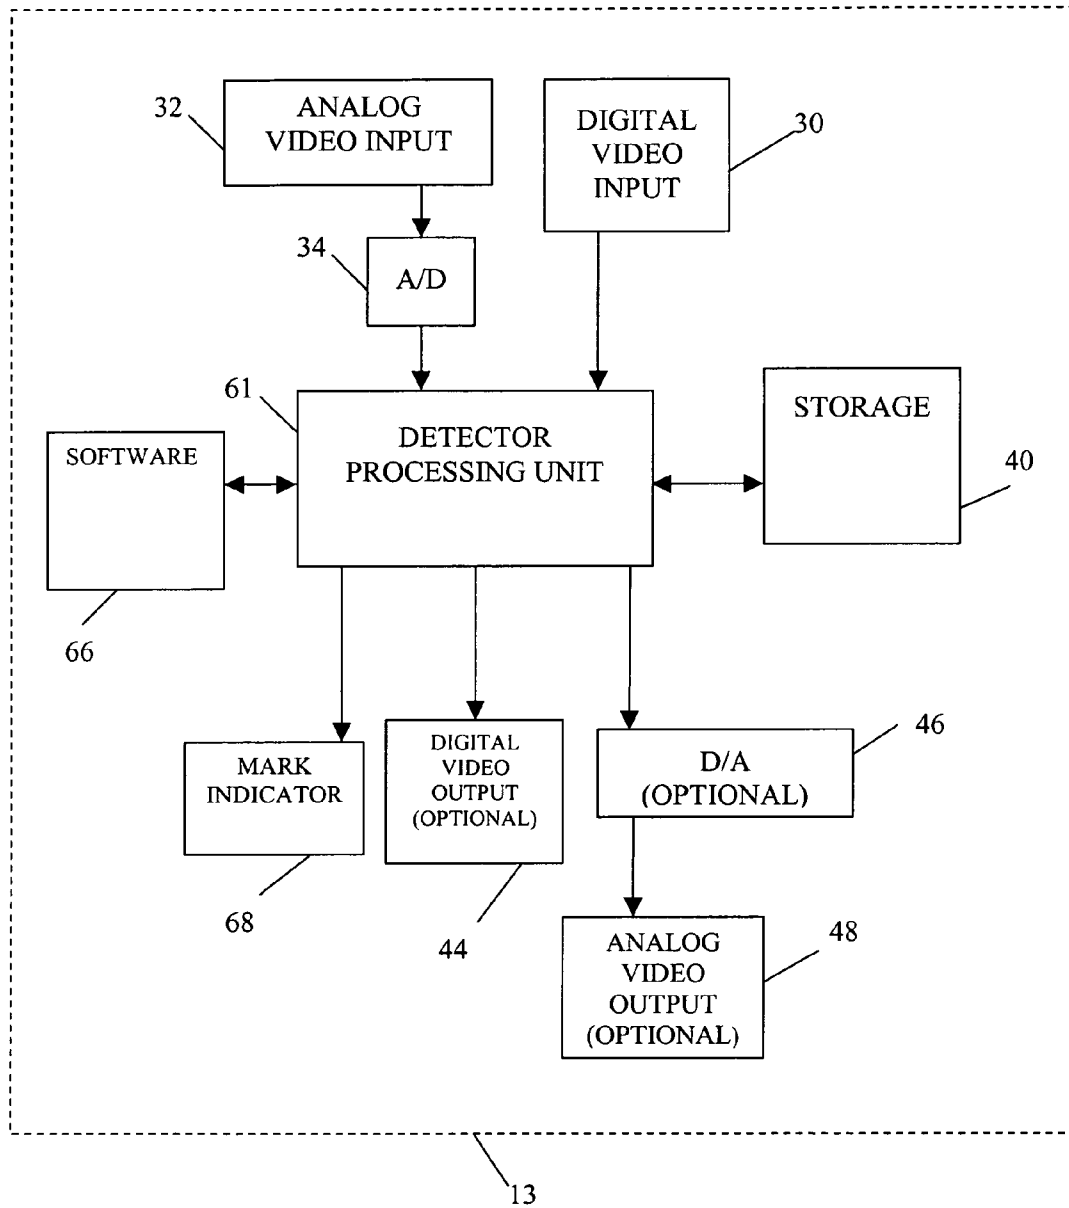 32
ANALOG
VIDEO INPUT
DIGITAL
VIDEO
INPUT
30
34
A/D
61
DETECTOR
PROCESSING UNIT
SOFTWARE
66
STORAGE
40
MARK
INDICATOR
68
DIGITAL
VIDEO
OUTPUT
(OPTIONAL)
44
D/A
(OPTIONAL)
46
ANALOG
VIDEO
OUTPUT
(OPTIONAL)
48
13